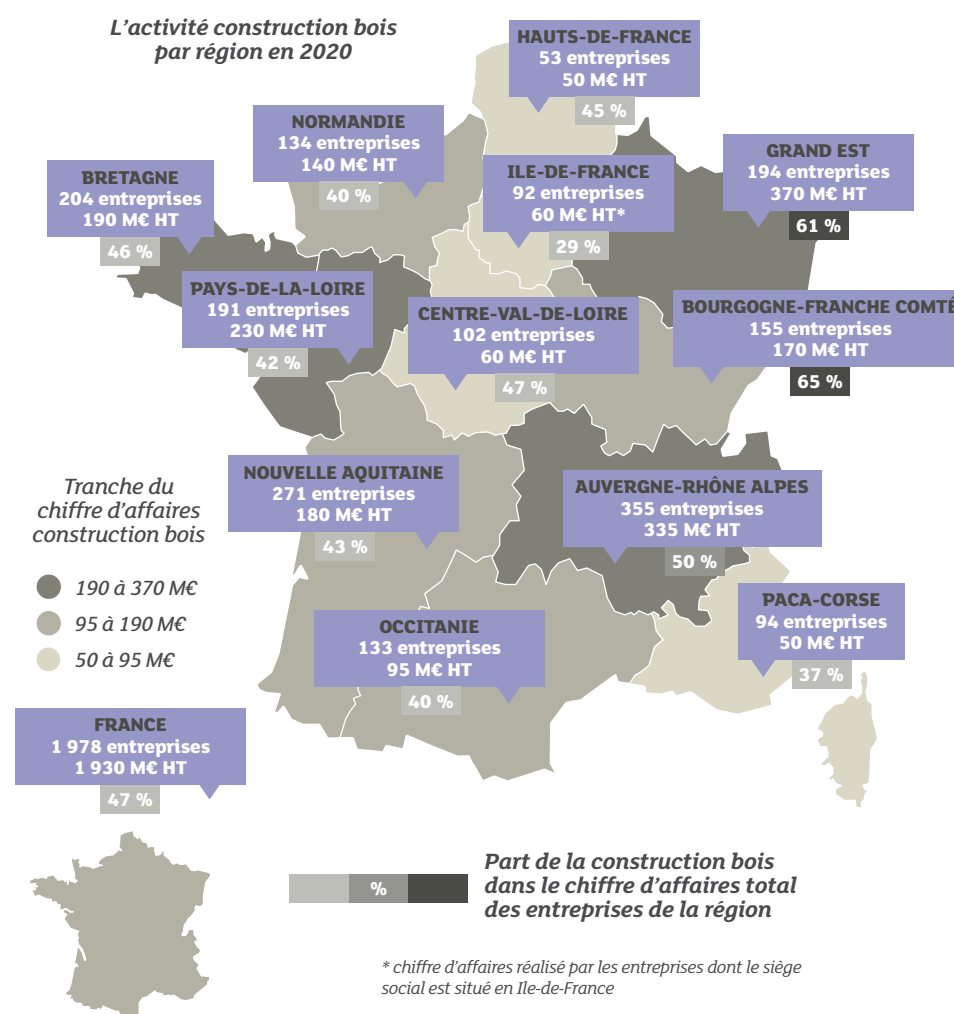 L'activité construction bois
par région en 2020
HAUTS-DE-FRANCE
53 entreprises
50 M€ HT
45 %
NORMANDIE
134 entreprises
140 M€ HT
40 %
ILE-DE-FRANCE
92 entreprises
60 M€ HT*
29 %
GRAND EST
194 entreprises
370 M€ HT
61 %
BRETAGNE
204 entreprises
190 M€ HT
46 %
PAYS-DE-LA-LOIRE
191 entreprises
230 M€ HT
42 %
CENTRE-VAL-DE-LOIRE
102 entreprises
60 M€ HT
47 %
BOURGOGNE-FRANCHE COMTÉ
155 entreprises
170 M€ HT
65 %
NOUVELLE AQUITAINE
271 entreprises
180 M€ HT
43 %
AUVERGNE-RHÔNE ALPES
355 entreprises
335 M€ HT
50 %
Tranche du
chiffre d'affaires
construction bois
190 à 370 M€
95 à 190 M€
50 à 95 M€
OCCITANIE
133 entreprises
95 M€ HT
40 %
PACA-CORSE
94 entreprises
50 M€ HT
37 %
FRANCE
1 978 entreprises
1 930 M€ HT
47 %
%
Part de la construction bois
dans le chiffre d'affaires total
des entreprises de la région
* chiffre d'affaires réalisé par les entreprises dont le siège
social est situé en Ile-de-France